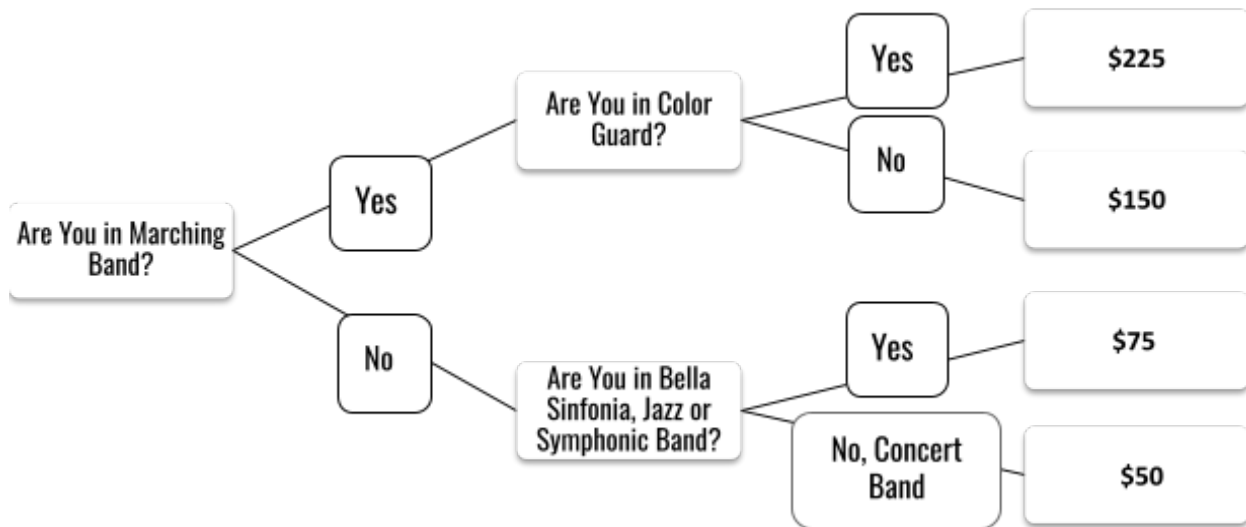 Are You in Marching
Band?
Yes
No
Are You in Color
Guard?
Yes
No
$225
$150
Are You in Bella
Sinfonia, Jazz or
Symphonic Band?
Yes
No, Concert
Band
$75
$50